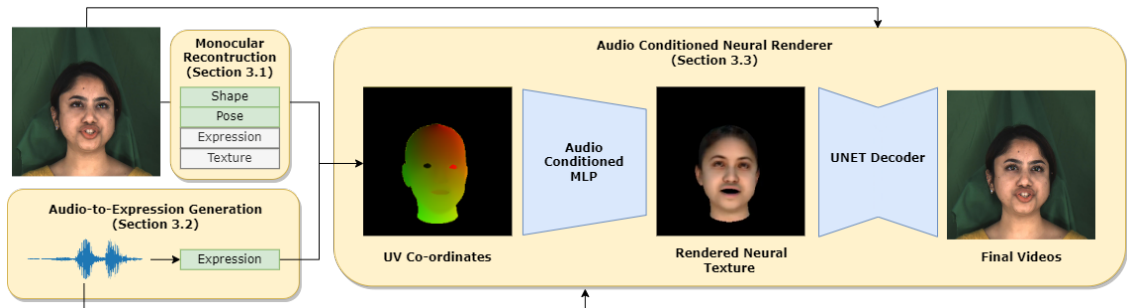 Monocular
Recontruction
(Section 3.1)
Shape
Pose
Expression
Texture
Audio-to-Expression Generation
(Section 3.2)
Expression
Audio Conditioned Neural Renderer
(Section 3.3)
UV Co-ordinates
Audio
Conditioned
MLP
Rendered Neural
Texture
UNET Decoder
Final Videos